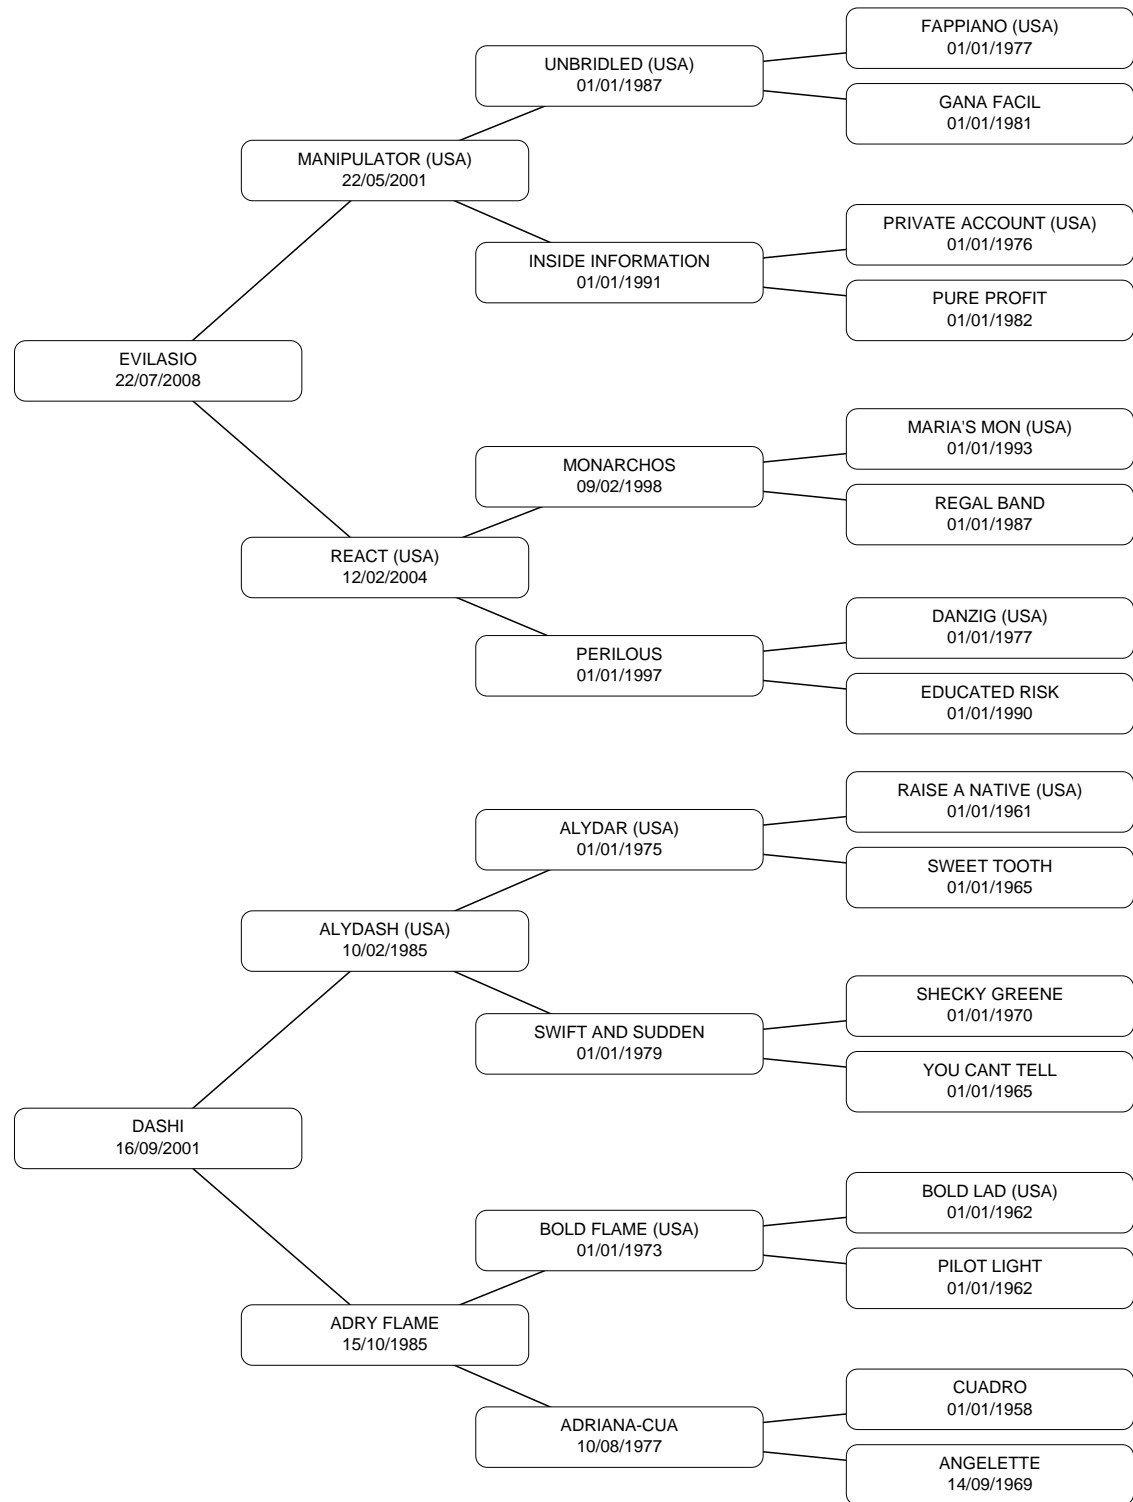 FAPPIANO (USA)
01/01/1977
UNBRIDLED (USA)
01/01/1987
GANA FACIL
01/01/1981
MANIPULATOR (USA)
22/05/2001
PRIVATE ACCOUNT (USA)
01/01/1976
INSIDE INFORMATION
01/01/1991
PURE PROFIT
01/01/1982
EVILASIO
22/07/2008
MARIA'S MON (USA)
01/01/1993
MONARCHOS
09/02/1998
REGAL BAND
01/01/1987
REACT (USA)
12/02/2004
DANZIG (USA)
01/01/1977
PERILOUS
01/01/1997
EDUCATED RISK
01/01/1990
RAISE A NATIVE (USA)
01/01/1961
ALYDAR (USA)
01/01/1975
SWEET TOOTH
01/01/1965
ALYDASH (USA)
10/02/1985
SHECKY GREENE
01/01/1970
SWIFT AND SUDDEN
01/01/1979
YOU CANT TELL
01/01/1965
DASHI
16/09/2001
BOLD LAD (USA)
01/01/1962
BOLD FLAME (USA)
01/01/1973
PILOT LIGHT
01/01/1962
ADRY FLAME
15/10/1985
CUADRO
01/01/1958
ADRIANA-CUA
10/08/1977
ANGELETTE
14/09/1969